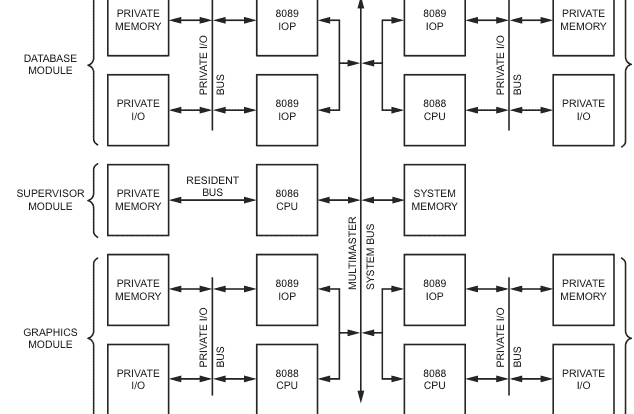 PRIVATE
MEMORY
8089
IOP
8089
IOP
PRIVATE
MEMORY
DATABASE
MODULE
PRIVATE I/O
BUS
PRIVATE I/O
BUS
PRIVATE
I/O
8089
IOP
8088
CPU
PRIVATE
I/O
SUPERVISOR
MODULE
PRIVATE
MEMORY
RESIDENT
BUS
8086
CPU
SYSTEM
MEMORY
MULTIMASTER
SYSTEM BUS
PRIVATE
MEMORY
8089
IOP
8089
IOP
PRIVATE
MEMORY
GRAPHICS
MODULE
PRIVATE I/O
BUS
PRIVATE I/O
BUS
PRIVATE
I/O
8088
CPU
8088
CPU
PRIVATE
I/O